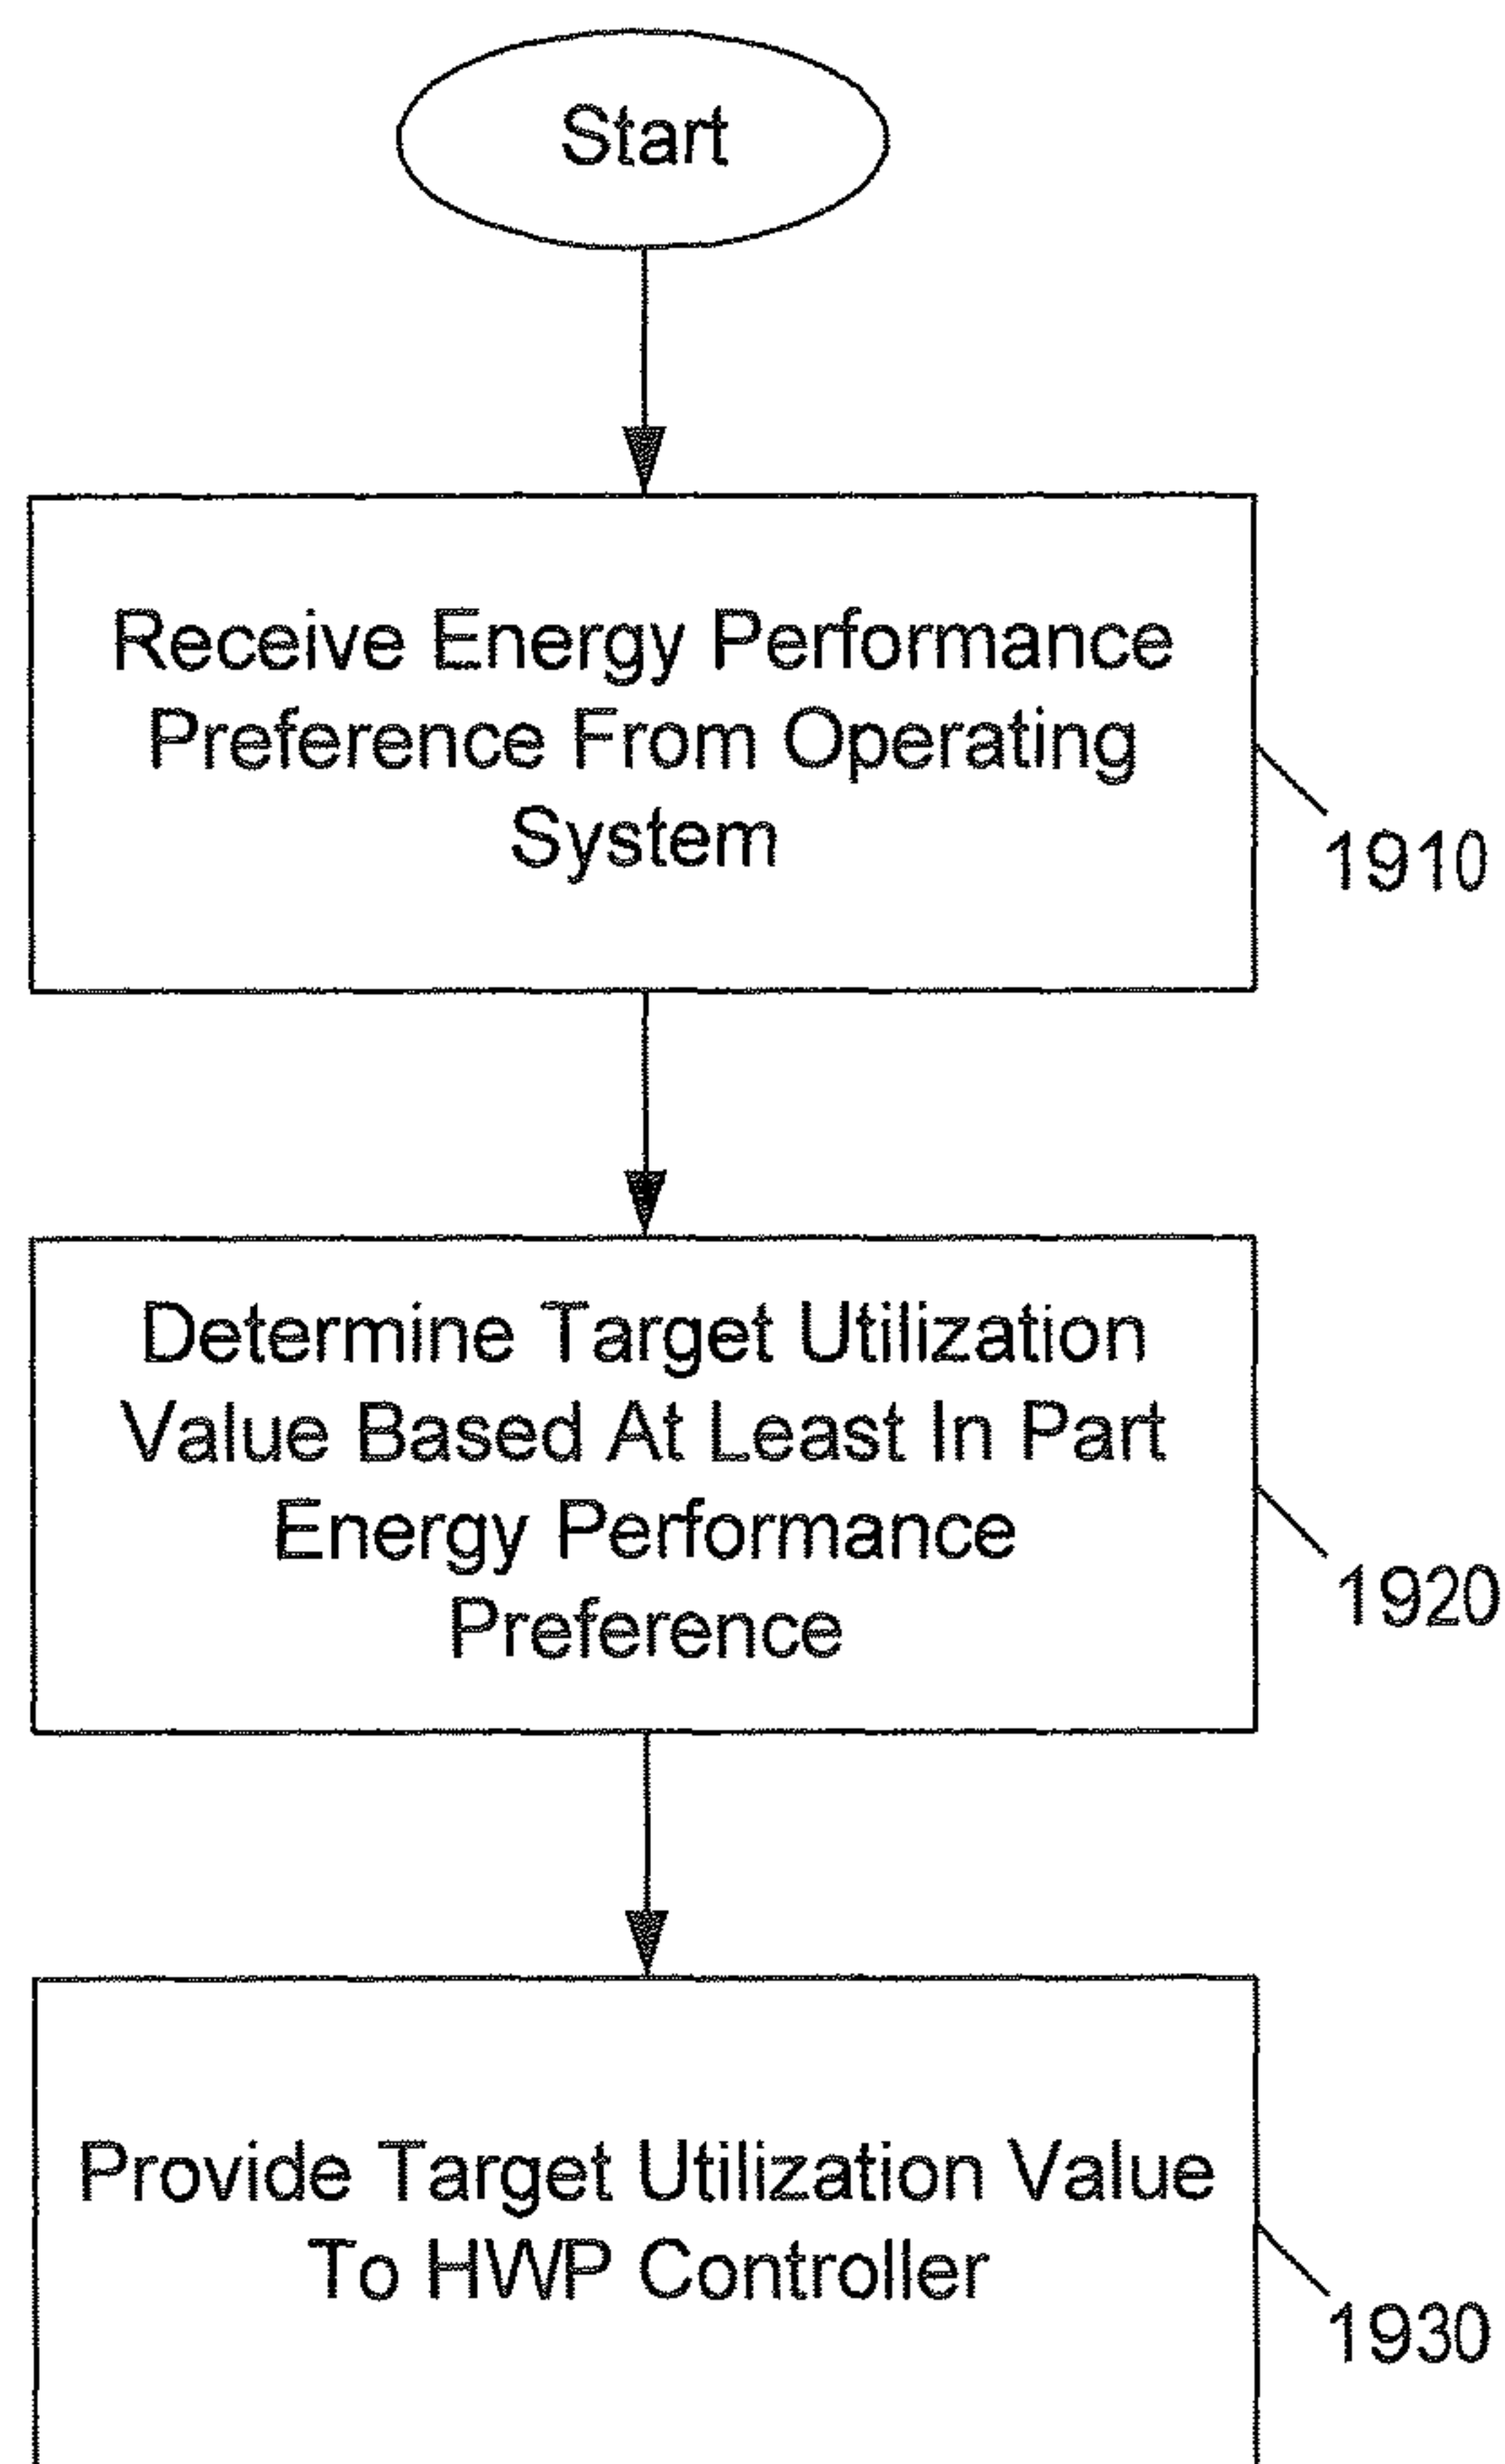 Start
Receive Energy Performance
Preference From Operating
System
1910
Determine Target Utilization
Value Based At Least In Part
Energy Performance
Preference
1920
Provide Target Utilization Value
To HWP Controller
1930